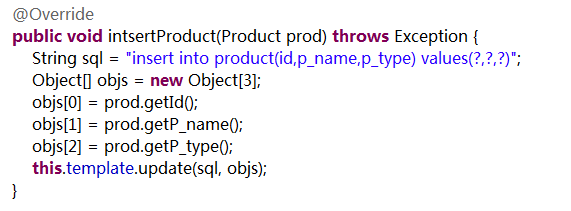 @Override
public void intsertProduct(Product prod) throws Exception {
String sql = "insert into product(id,p_name,p_type) values(?,?,?)";
Object[] objs = new Object[3];
objs[0] = prod.getId();
objs[1] = prod.getP_name();
objs[2] = prod.getP_type();
this.template.update(sql, objs);
}